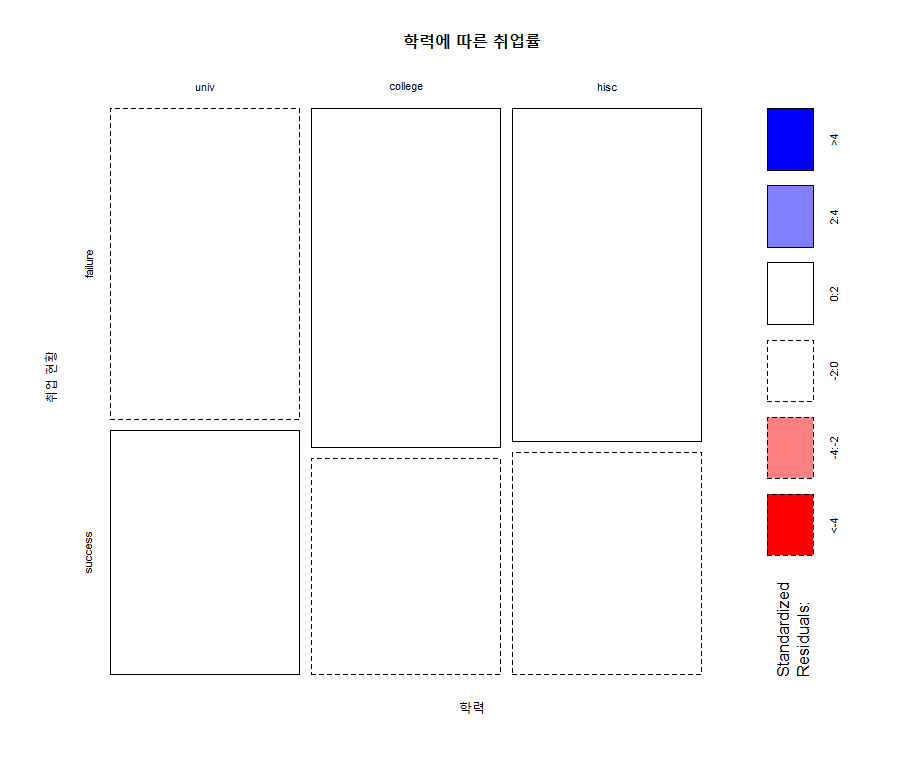 학력에 따른 취업률
univ
college
hisc
failure
success
취업 현황
학력
>4
2:4
0:2
-2:0
-4:-2
<-4
Standardized
Residuals: